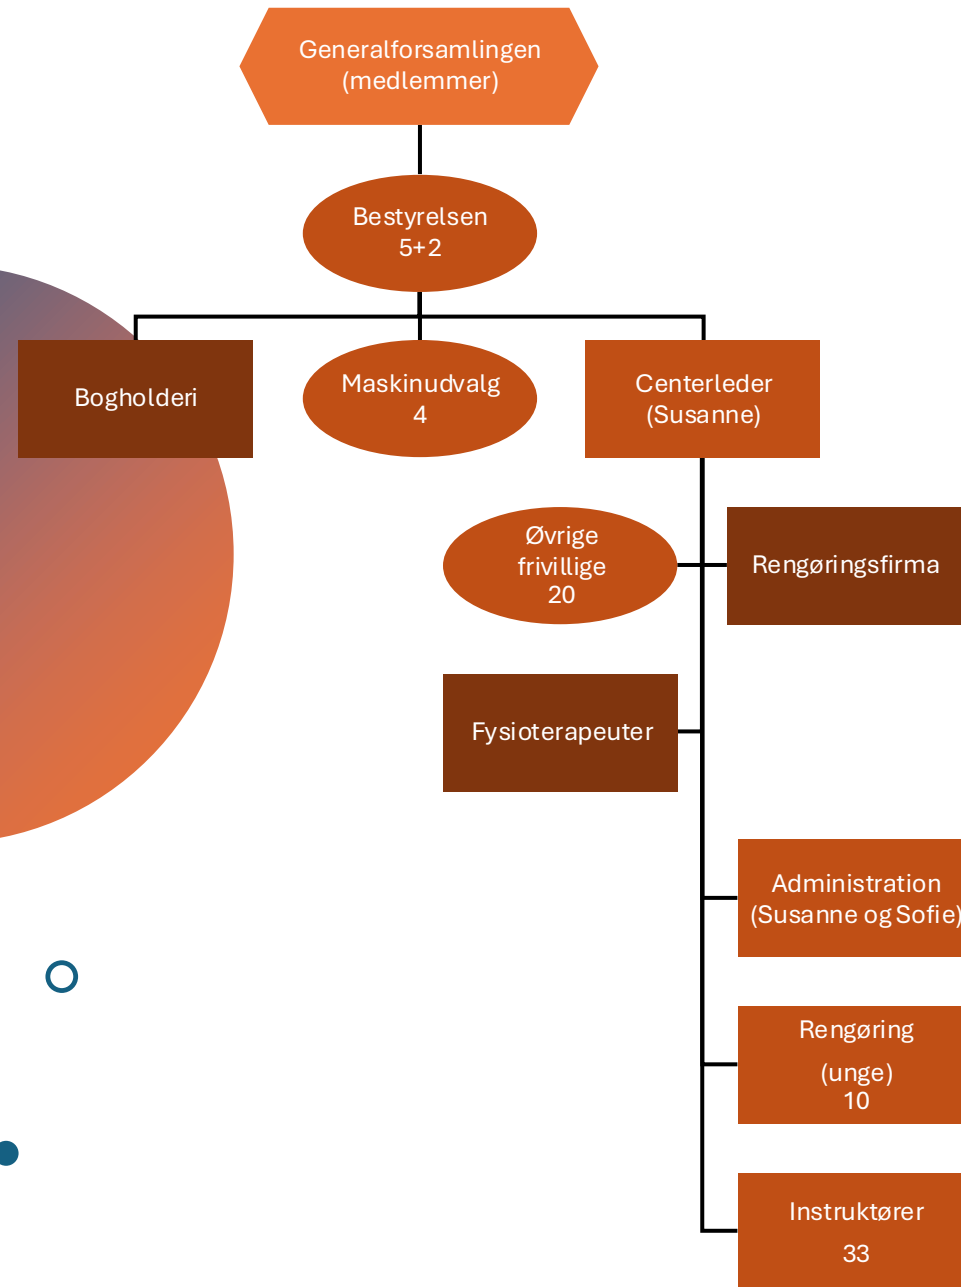 Generalforsamlingen
(medlemmer)
Bestyrelsen
5+2
Bogholderi
Maskinudvalg
4
Centerleder
(Susanne)
Øvrige
frivillige
20
Rengøringsfirma
Fysioterapeuter
Administration
(Susanne og Sofie)
Rengøring
(unge)
10
Instruktører
33